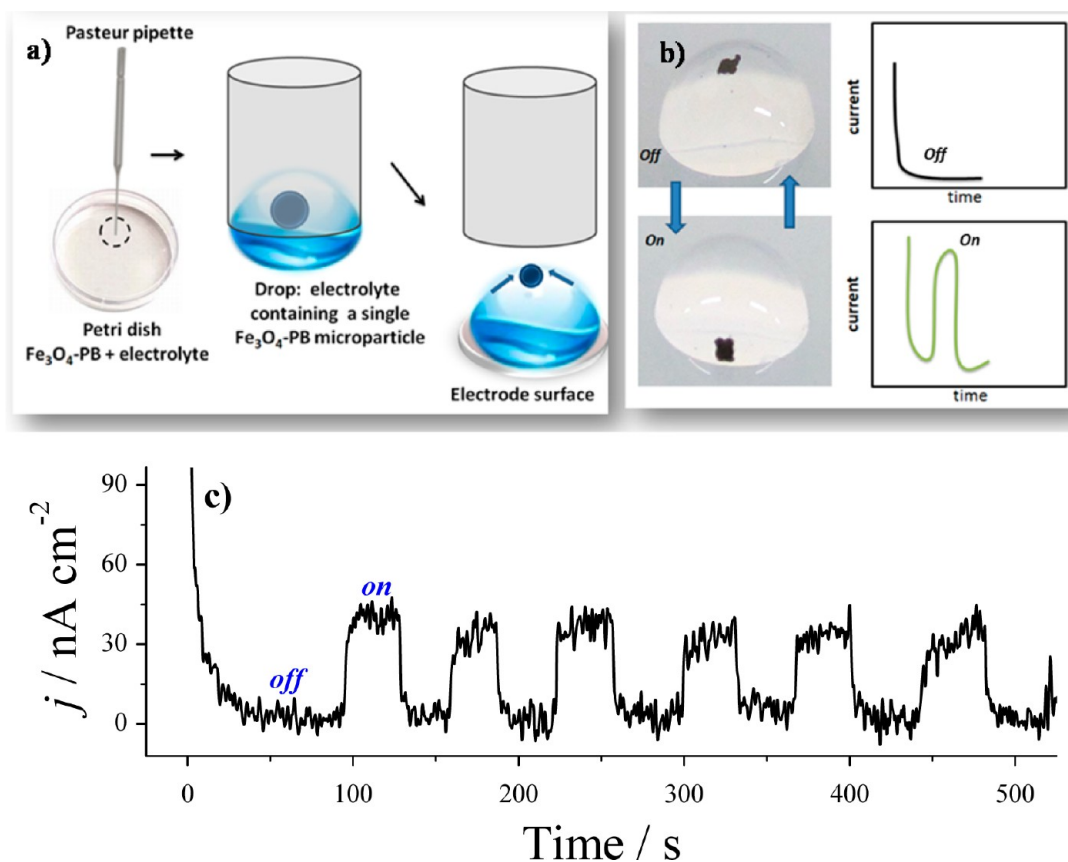 a)
Pasteur pipette
Petri dish
Fe₃O₄-PB + electrolyte
Drop: electrolyte
containing a single
Fe₃O₄-PB microparticle
Electrode surface
b)
Off
On
current
Off
time
current
On
time
c)
j / nA cm⁻²
90
60
30
0
off
on
0
100
200
300
400
500
Time / s